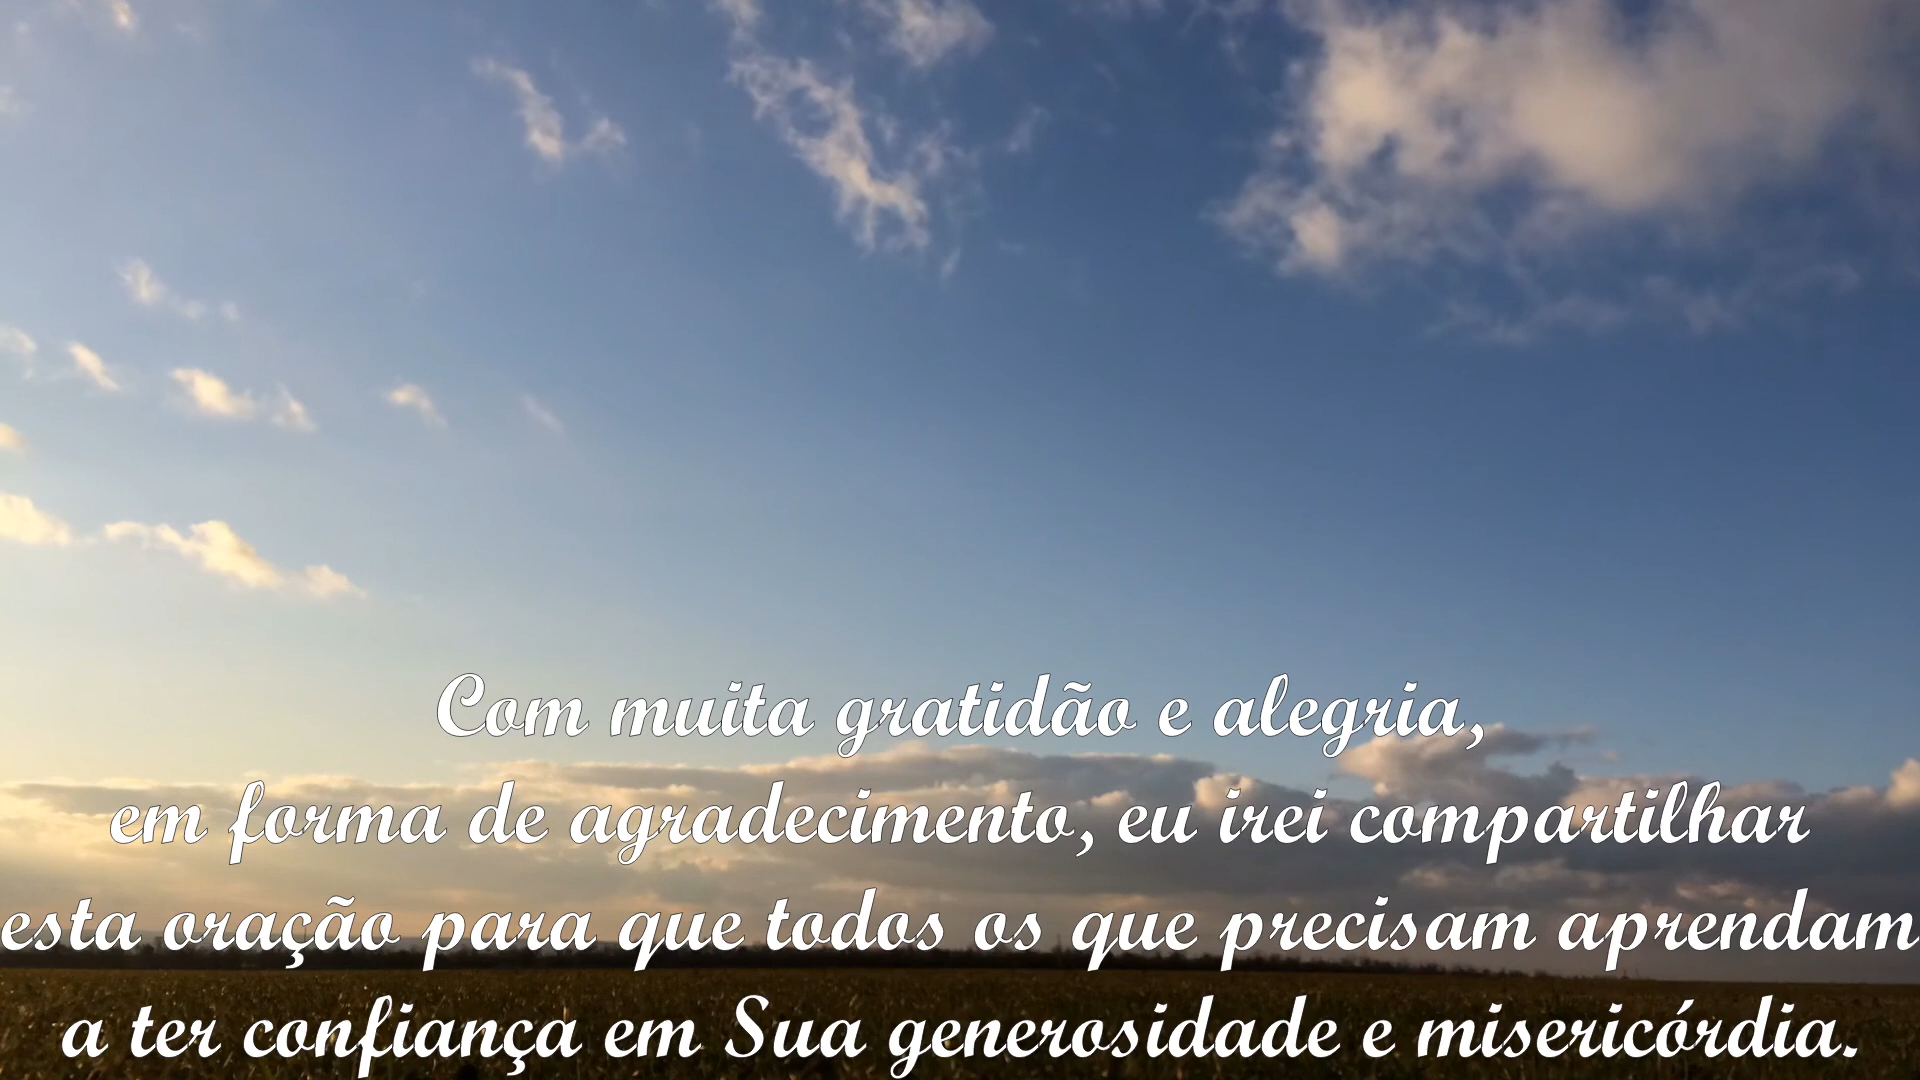 Com muita gratidão e alegria,
em forma de agradecimento, eu irei compartilhar
esta oração para que todos os que precisam aprendam
a ter confiança em Sua generosidade e misericórdia.